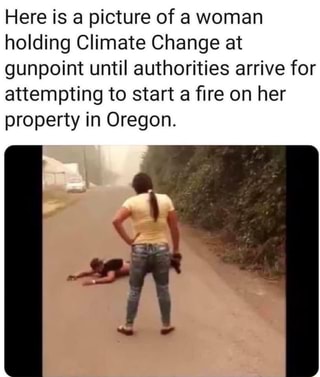 Here is a picture of a woman
holding Climate Change at
gunpoint until authorities arrive for
attempting to start a fire on her
property in Oregon.